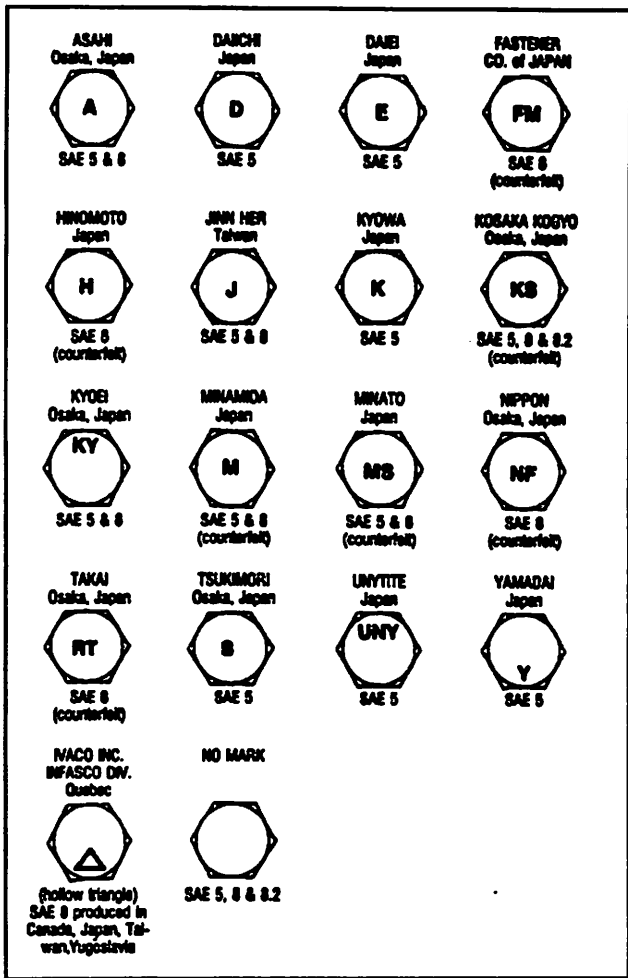 ASAHI
Osaka, Japan
A
SAE 5 & 8
DAIICHI
Japan
D
SAE 5
DAIEI
Japan
E
SAE 5
FASTENER
CO. of JAPAN
FM
SAE 8
(counterfeit)
HINOMOTO
Japan
H
SAE 8
(counterfeit)
JINN HER
Taiwan
J
SAE 5 & 8
KYOWA
Japan
K
SAE 5
KOSAKA KOGYO
Osaka, Japan
KS
SAE 5, 8 & 8.2
(counterfeit)
KYOEI
Osaka, Japan
KY
SAE 5 & 8
MINAMIDA
Japan
M
SAE 5 & 8
(counterfeit)
MINATO
Japan
MS
SAE 5 & 8
(counterfeit)
NIPPON
Osaka, Japan
NF
SAE 8
(counterfeit)
TAKAI
Osaka, Japan
RT
SAE 8
(counterfeit)
TSUKIMORI
Osaka, Japan
S
SAE 5
UNYTITE
Japan
UNY
SAE 5
YAMADAI
Japan
Y
SAE 5
IVACO INC.
INFASCO DIV.
Quebec
(hollow triangle)
SAE 8 produced in
Canada, Japan, Tai-
wan,Yugoslavia
NO MARK
SAE 5, 8 & 8.2